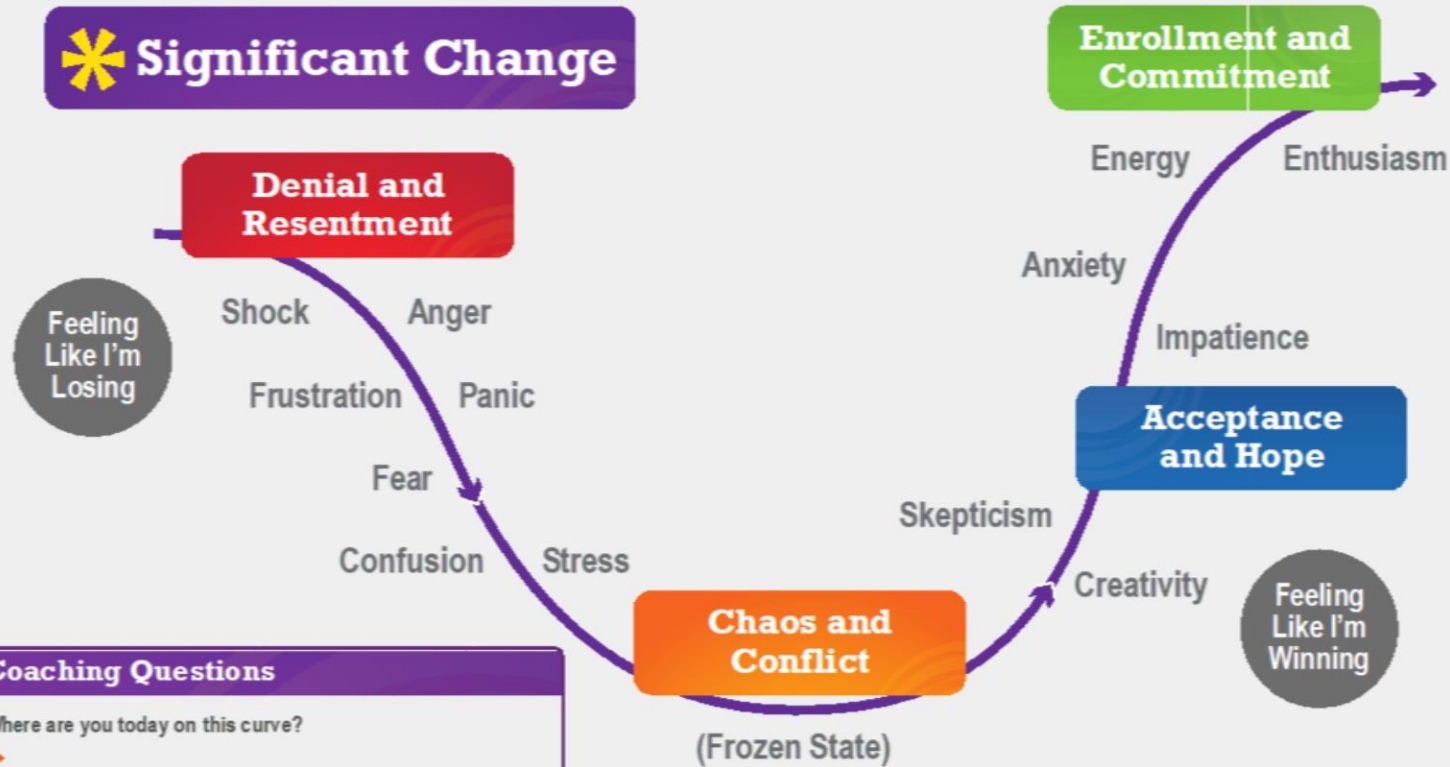 Significant Change
Enrollment and
Commitment
Energy
Enthusiasm
Denial and
Resentment
Anxiety
Shock
Anger
Feeling
Like I'm
Losing
Impatience
Frustration
Panic
Acceptance
and Hope
Fear
Skepticism
Confusion
Stress
Creativity
Feeling
Like I'm
Winning
Chaos and
Conflict
(Frozen State)
Coaching Questions
Where are you today on this curve?